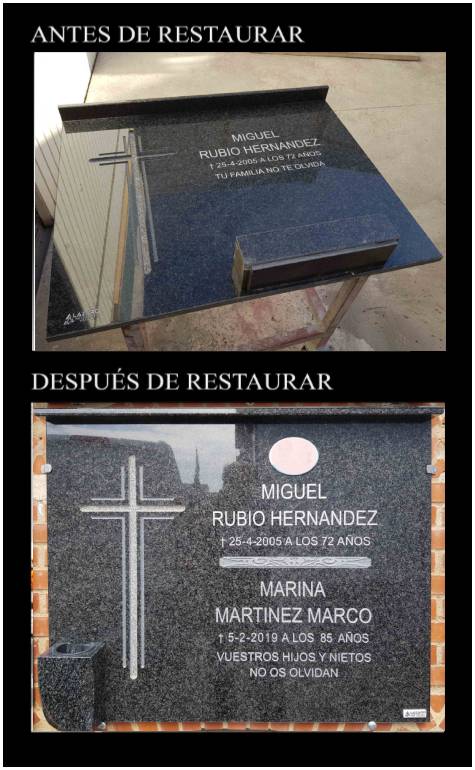 ANTES DE RESTAURAR
MIGUEL
RUBIO HERNANDEZ
† 25-4-2005 A LOS 72 AÑOS
TU FAMILIA NO TE OLVIDA
DESPUÉS DE RESTAURAR
MIGUEL
RUBIO HERNANDEZ
† 25-4-2005 A LOS 72 AÑOS
MARINA
MARTINEZ MARCO
† 5-2-2019 A LOS 85 AÑOS
VUESTROS HIJOS Y NIETOS
NO OS OLVIDAN